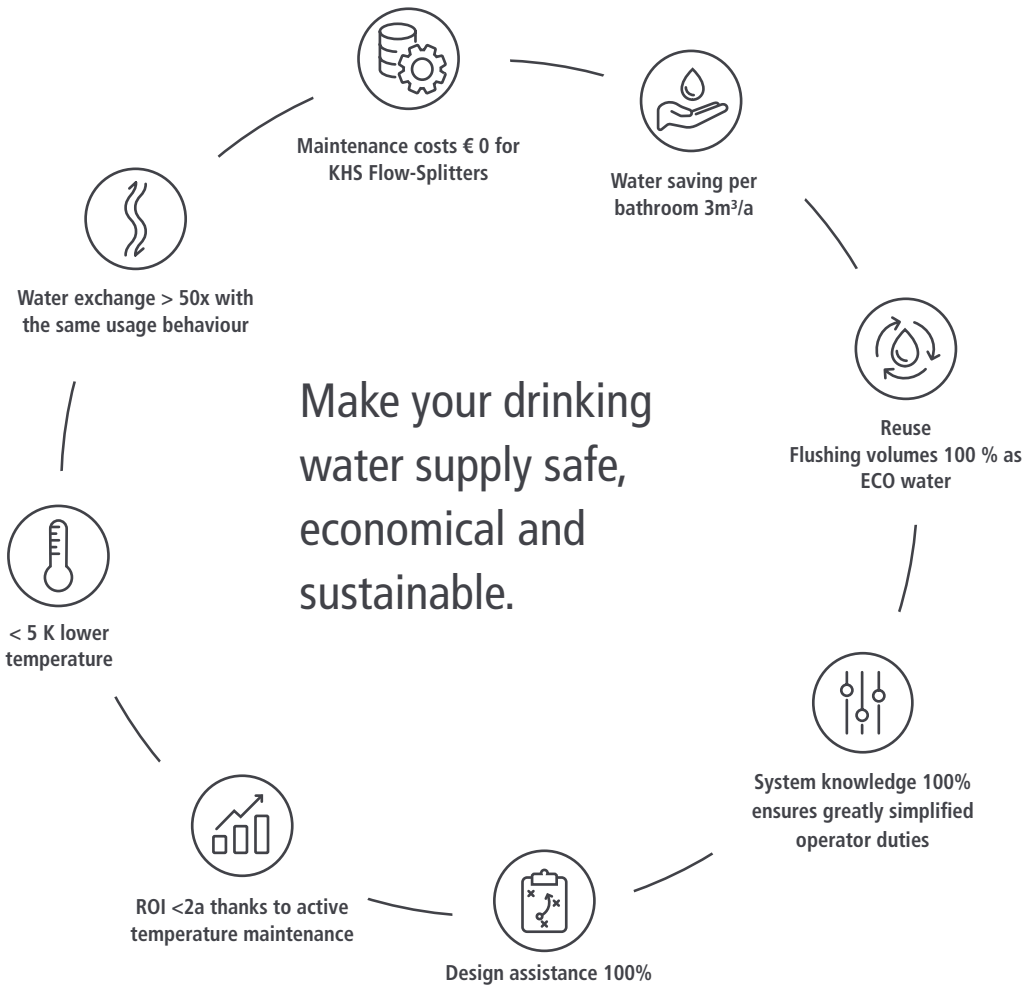 Maintenance costs € 0 for
KHS Flow-Splitters
Water saving per
bathroom 3m³/a
Water exchange > 50x with
the same usage behaviour
Make your drinking
water supply safe,
economical and
sustainable.
Reuse
Flushing volumes 100 % as
ECO water
< 5 K lower
temperature
System knowledge 100%
ensures greatly simplified
operator duties
ROI <2a thanks to active
temperature maintenance
Design assistance 100%